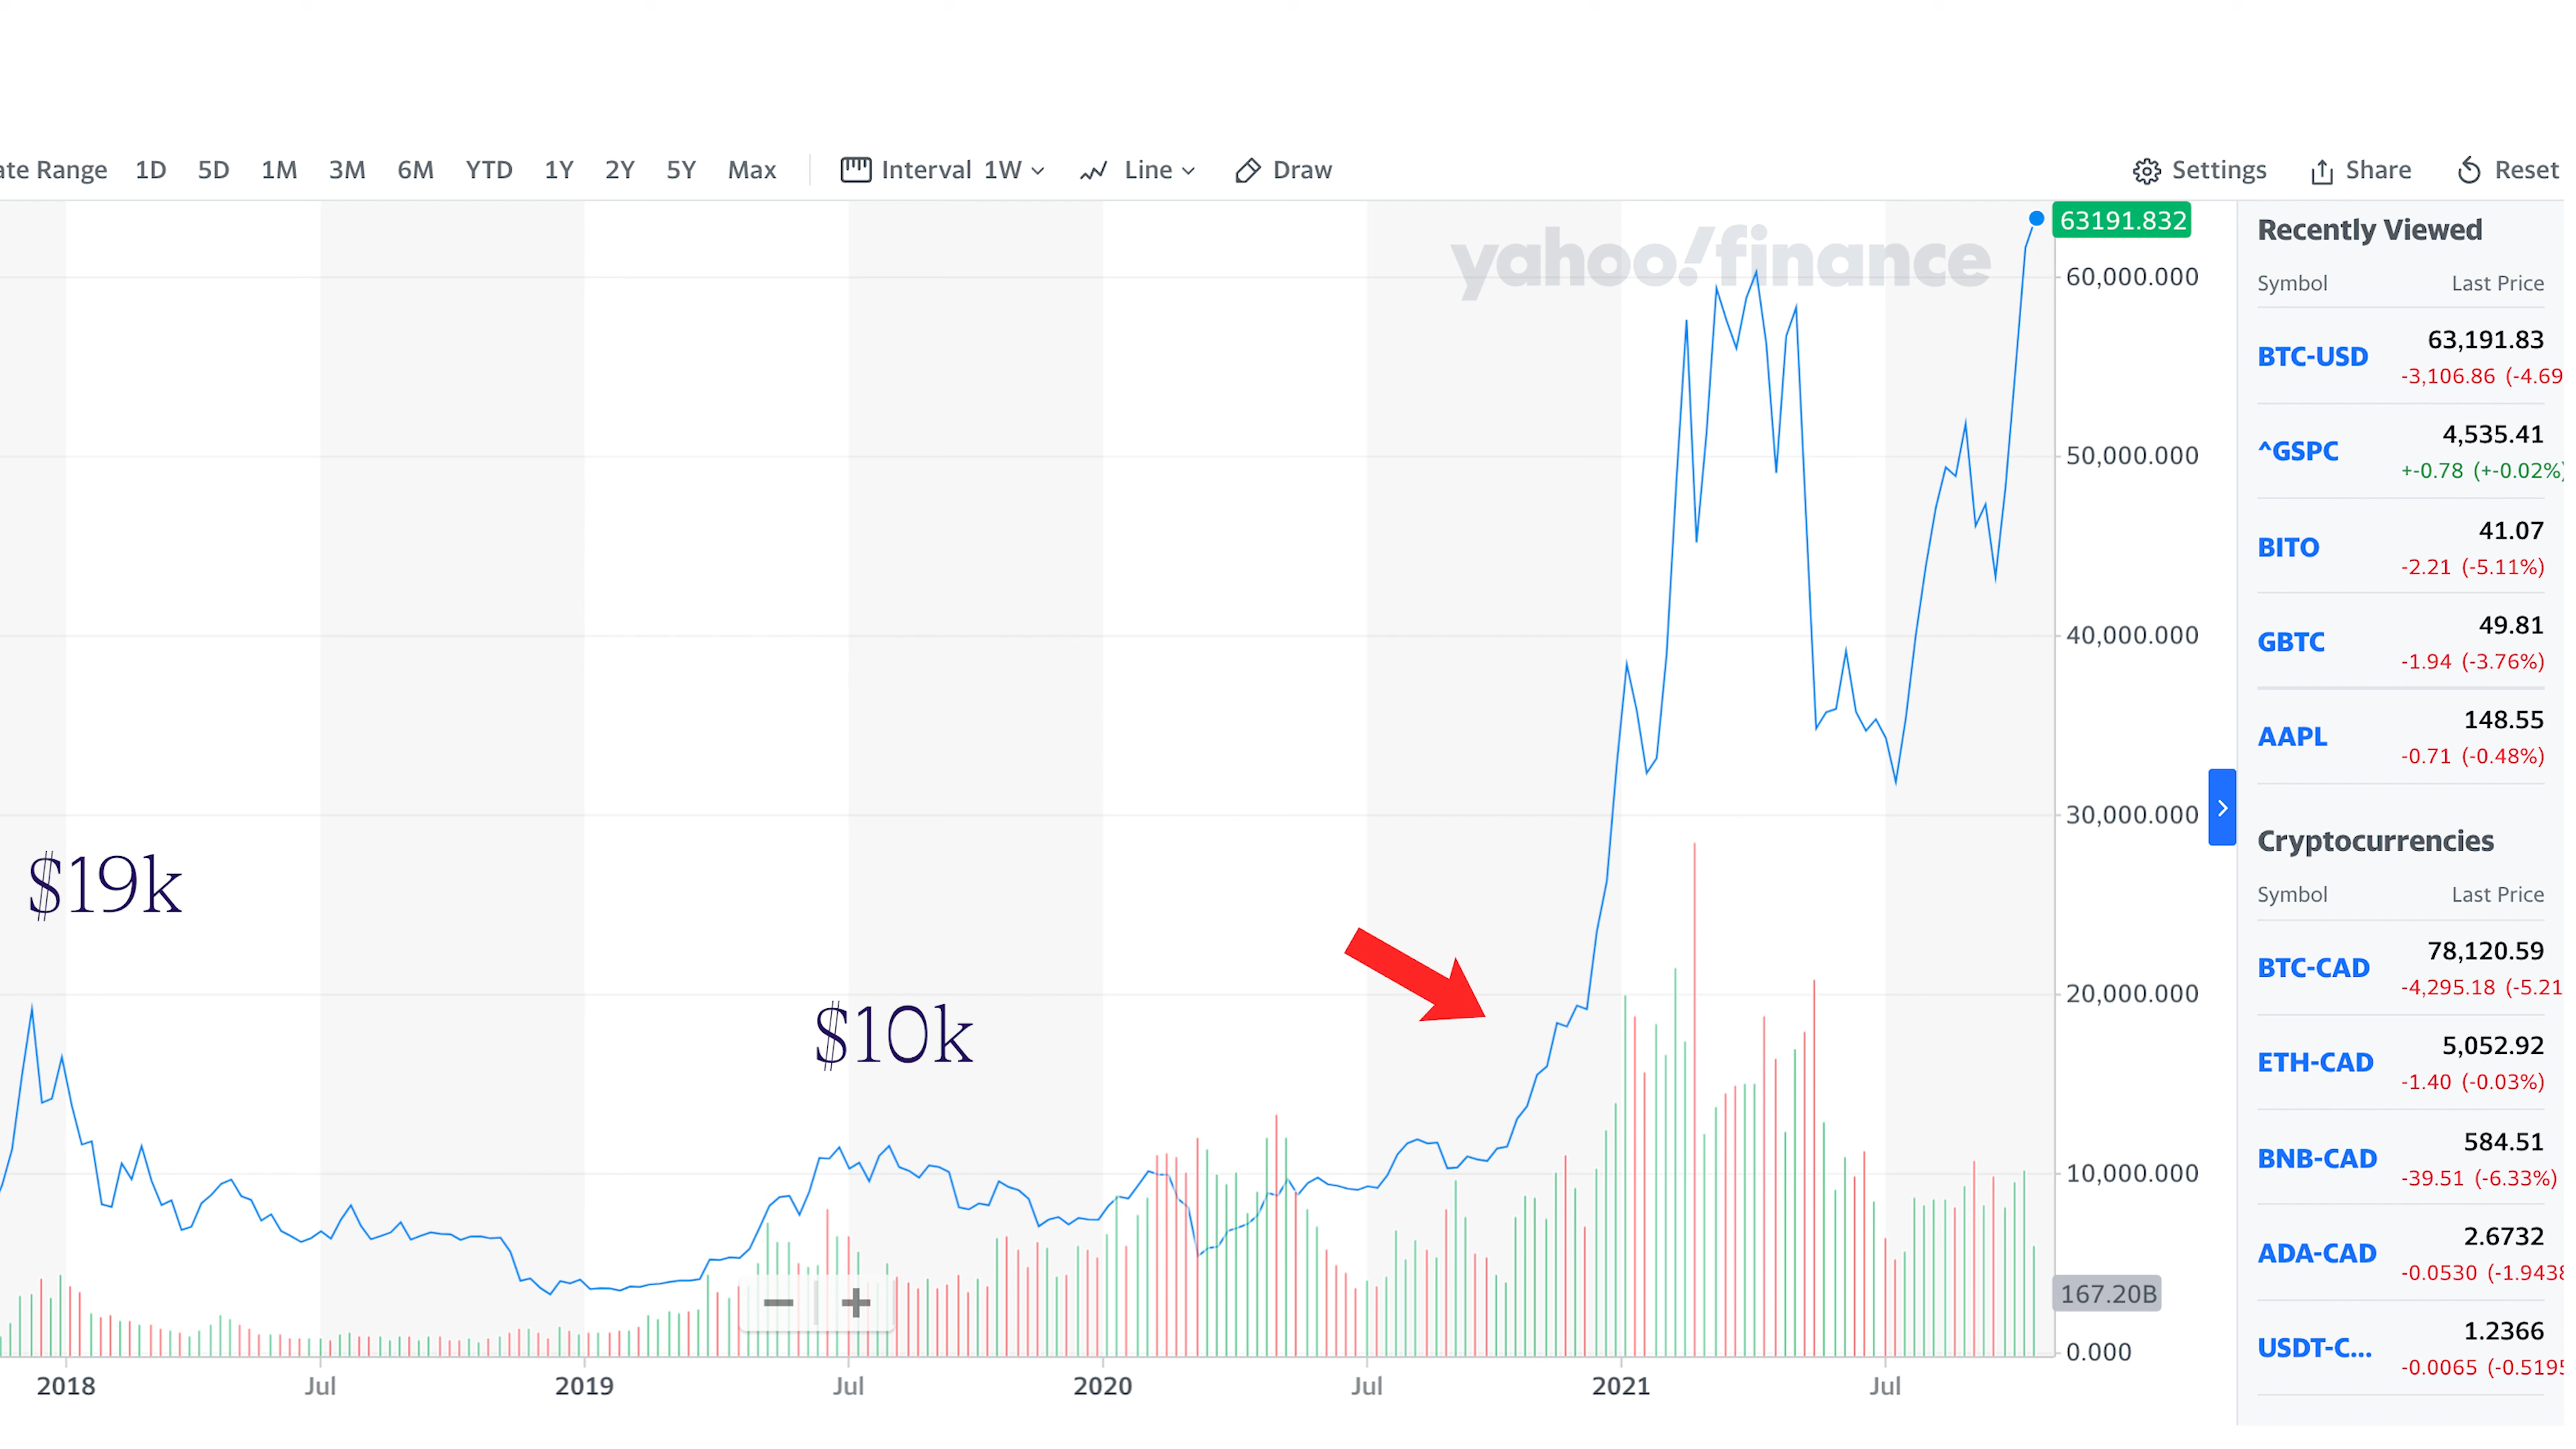 ate Range 1D 5D 1M 3M 6M YTD 1Y 2Y 5Y Max Interval 1W Line Draw Settings Share Reset
yahoo!finance
63191.832
60,000.000
50,000.000
40,000.000
30,000.000
20,000.000
10,000.000
167.20B
0.000
$19k
$10k
2018 Jul 2019 Jul 2020 Jul 2021 Jul
Recently Viewed
Symbol Last Price
BTC-USD 63,191.83
-3,106.86 (-4.69
^GSPC 4,535.41
+-0.78 (+-0.02%)
BITO 41.07
-2.21 (-5.11%)
GBTC 49.81
-1.94 (-3.76%)
AAPL 148.55
-0.71 (-0.48%)
Cryptocurrencies
Symbol Last Price
BTC-CAD 78,120.59
-4,295.18 (-5.21
ETH-CAD 5,052.92
-1.40 (-0.03%)
BNB-CAD 584.51
-39.51 (-6.33%)
ADA-CAD 2.6732
-0.0530 (-1.9438
USDT-C... 1.2366
-0.0065 (-0.5195